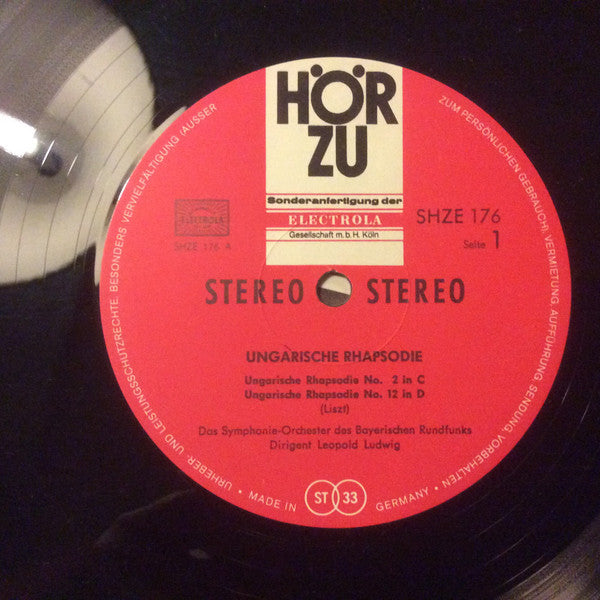 HÖR
ZU
Sonderanfertigung der
ELECTROLA
Gesellschaft m.b.H. Köln
ELECTROLA
SHZE 176 A
SHZE 176
Seite 1
STEREO STEREO
UNGARISCHE RHAPSODIE
Ungarische Rhapsodie No. 2 in C
Ungarische Rhapsodie No. 12 in D
(Liszt)
Das Symphonie-Orchester des Bayerischen Rundfunks
Dirigent Leopold Ludwig
URHEBER- UND LEISTUNGSSCHUTZRECHTE, BESONDERS VERVIELFÄLTIGUNG (AUSSER
ZUM PERSÖNLICHEN GEBRAUCH), VERMIETUNG, AUFFÜHRUNG, SENDUNG, VORBEHALTEN
• MADE IN ST 33 GERMANY •